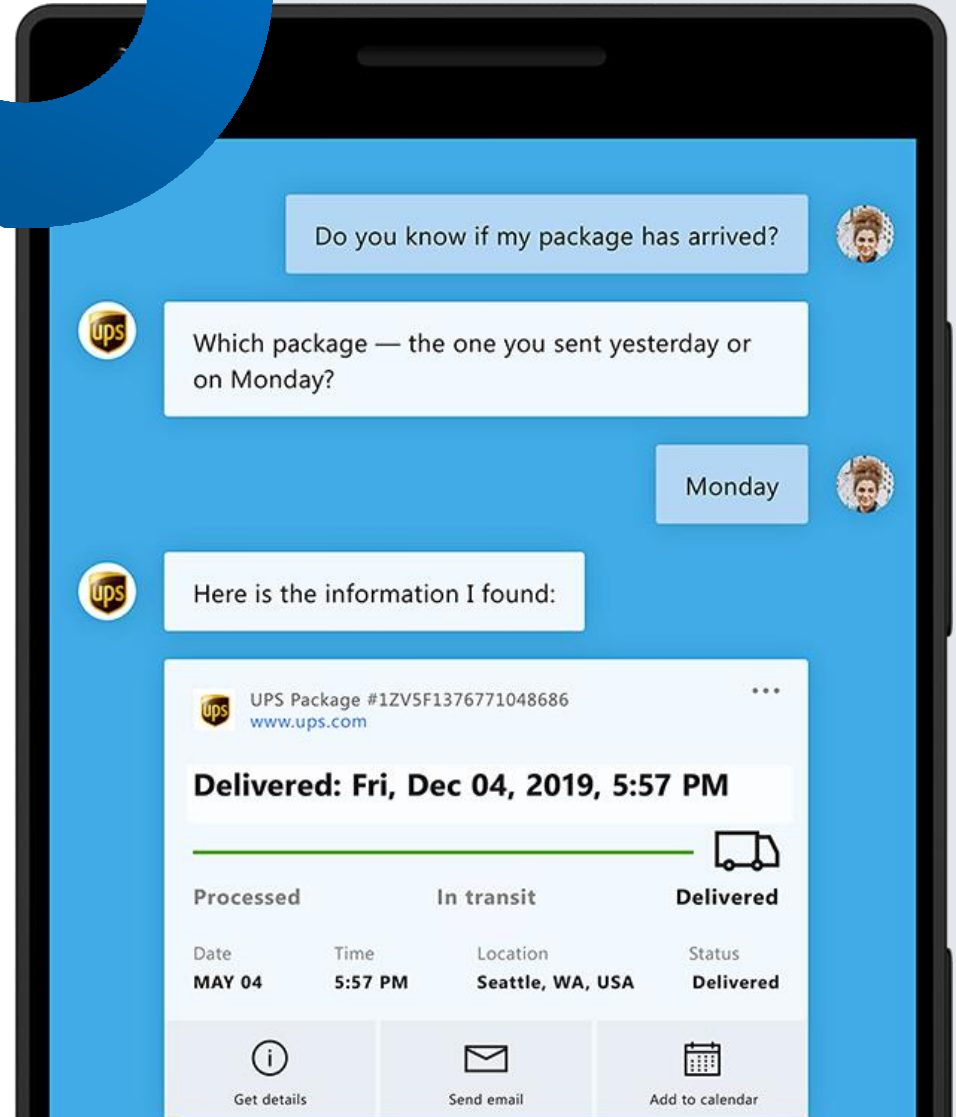 Do you know if my package has arrived?
ups
Which package — the one you sent yesterday or
on Monday?
Monday
ups
Here is the information I found:
ups
UPS Package #1ZV5F1376771048686
www.ups.com
Delivered: Fri, Dec 04, 2019, 5:57 PM
Processed In transit Delivered
Date Time Location Status
MAY 04 5:57 PM Seattle, WA, USA Delivered
Get details Send email Add to calendar